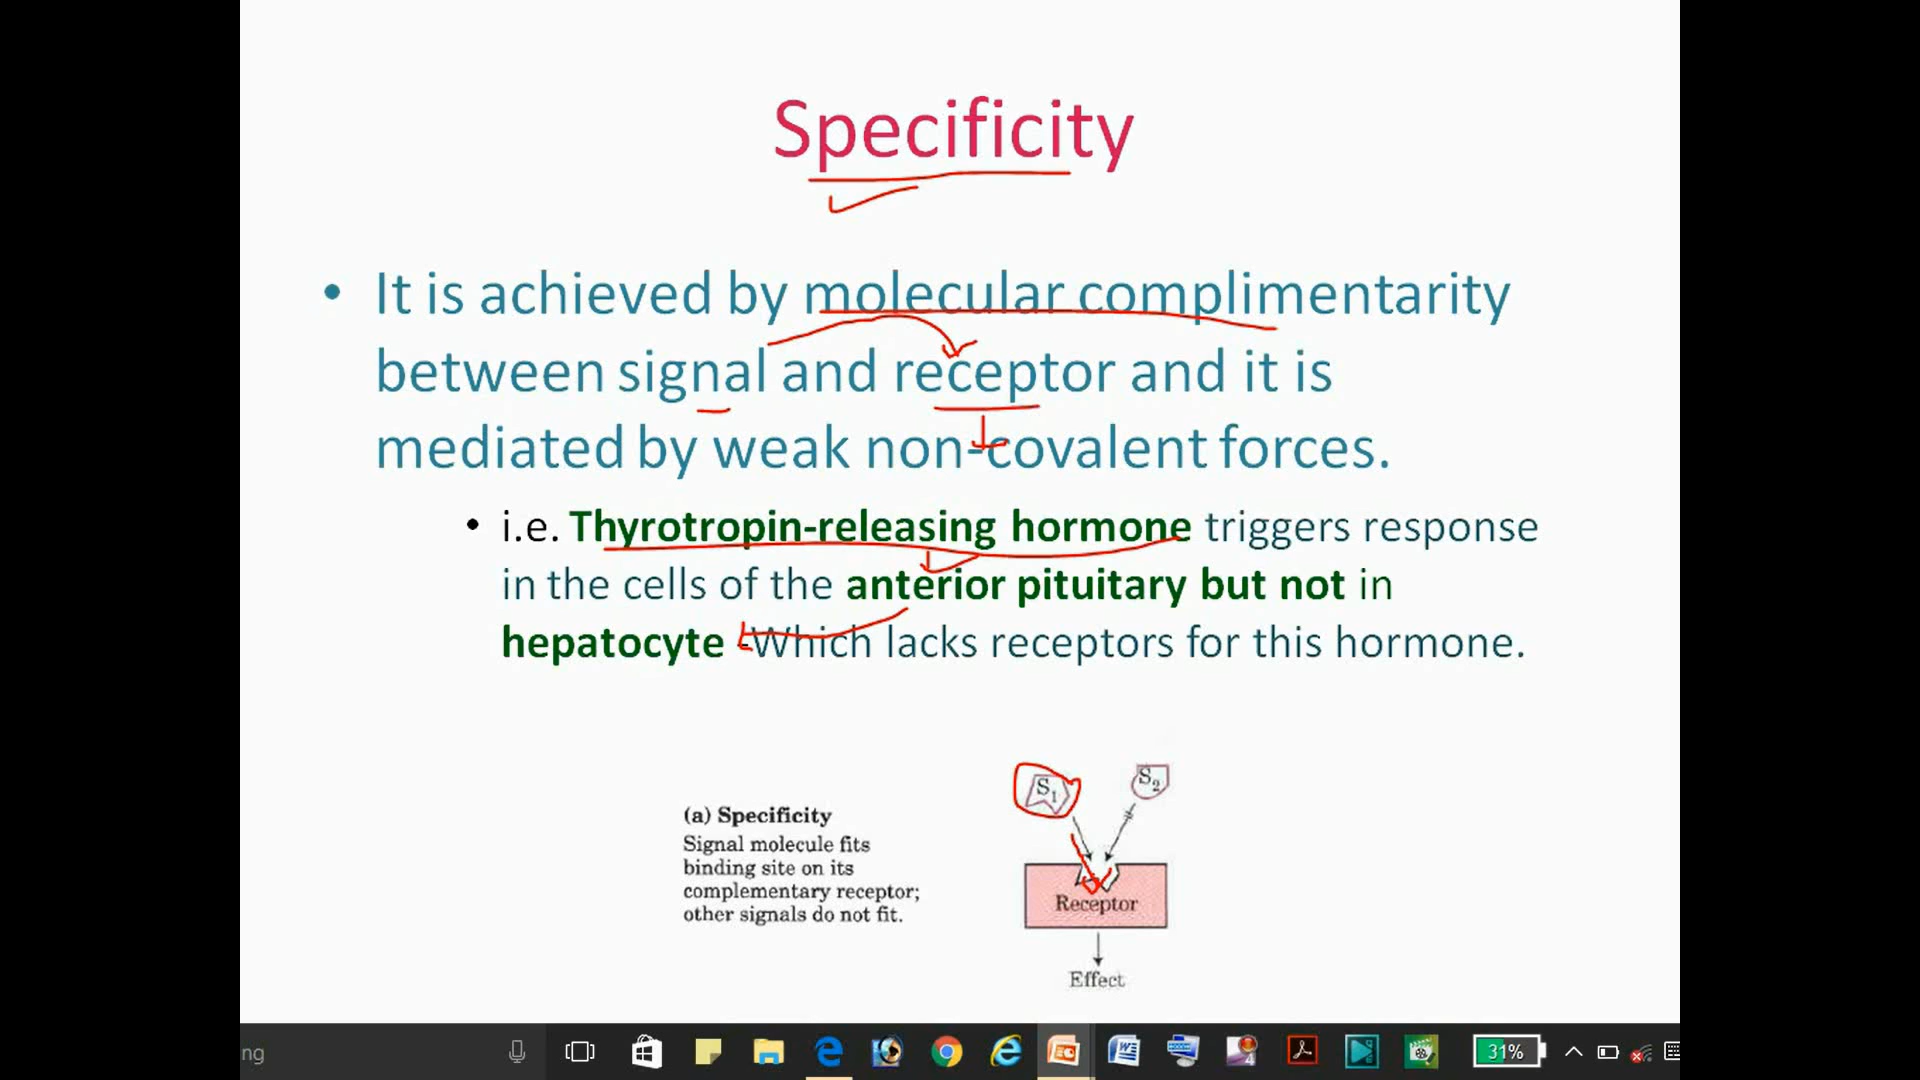 Specificity
• It is achieved by molecular complimentarity
between signal and receptor and it is
mediated by weak non-covalent forces.
• i.e. Thyrotropin-releasing hormone triggers response
in the cells of the anterior pituitary but not in
hepatocyte -Which lacks receptors for this hormone.
(a) Specificity
Signal molecule fits
binding site on its
complementary receptor;
other signals do not fit.
S1 S2
Receptor
Effect
ng
31%